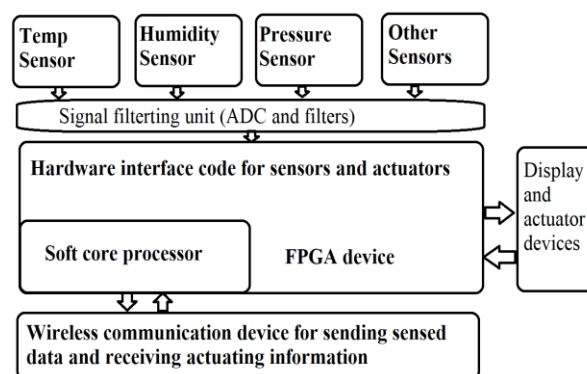 Temp
Sensor
Humidity
Sensor
Pressure
Sensor
Other
Sensors
Signal filterting unit (ADC and filters)
Hardware interface code for sensors and actuators
Display
and
actuator
devices
Soft core processor
FPGA device
Wireless communication device for sending sensed
data and receiving actuating information